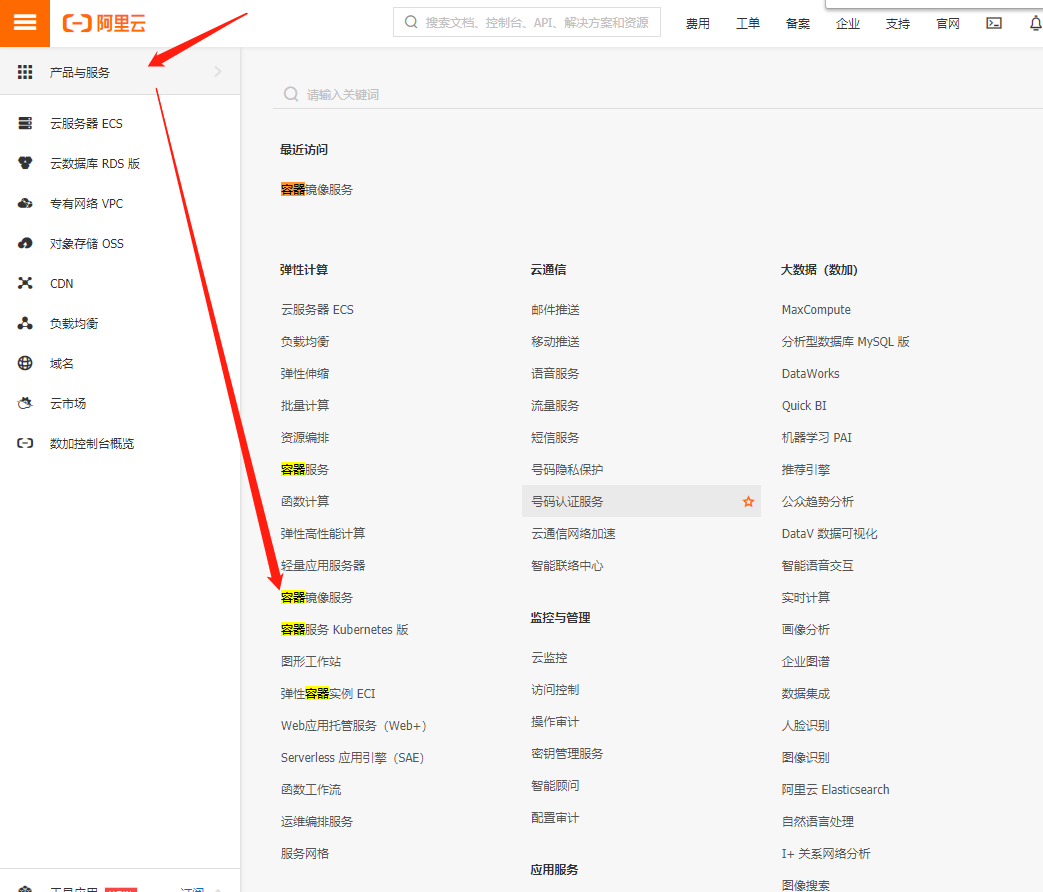 阿里云
搜索文档、控制台、API、解决方案和资源
费用
工单
备案
企业
支持
官网
产品与服务
云服务器 ECS
云数据库 RDS 版
专有网络 VPC
对象存储 OSS
CDN
负载均衡
域名
云市场
数加控制台概览
请输入关键词
最近访问
容器镜像服务
弹性计算
云服务器 ECS
负载均衡
弹性伸缩
批量计算
资源编排
容器服务
函数计算
弹性高性能计算
轻量应用服务器
容器镜像服务
容器服务 Kubernetes 版
图形工作站
弹性容器实例 ECI
Web应用托管服务（Web+）
Serverless 应用引擎（SAE）
函数工作流
运维编排服务
服务网格
云通信
邮件推送
移动推送
语音服务
流量服务
短信服务
号码隐私保护
号码认证服务
云通信网络加速
智能联络中心
监控与管理
云监控
访问控制
操作审计
密钥管理服务
智能顾问
配置审计
应用服务
大数据（数加）
MaxCompute
分析型数据库 MySQL 版
DataWorks
Quick BI
机器学习 PAI
推荐引擎
公众趋势分析
DataV 数据可视化
智能语音交互
实时计算
画像分析
企业图谱
数据集成
人脸识别
图像识别
阿里云 Elasticsearch
自然语言处理
I+ 关系网络分析
图像搜索